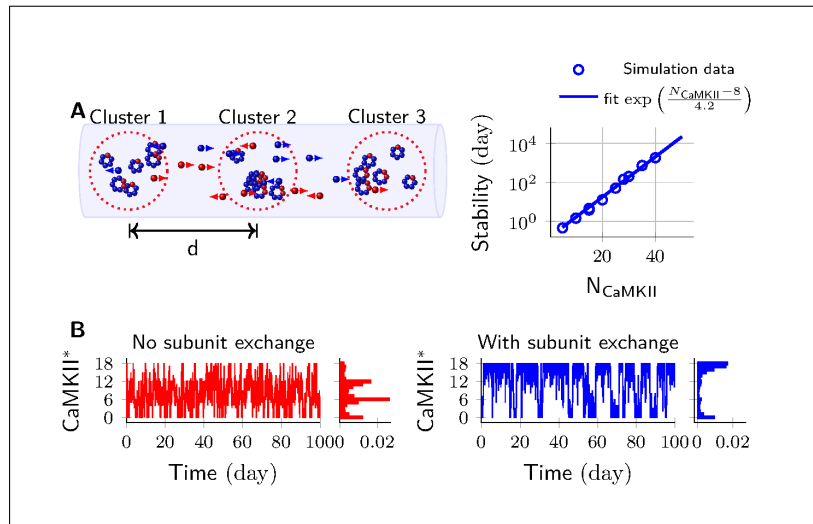 A
Cluster 1 Cluster 2 Cluster 3
d
Simulation data
fit exp (N_CaMKII−8 / 4.2)
Stability (day)
10^4
10^2
10^0
20 40
N_CaMKII
B
No subunit exchange
CaMKII*
18
12
6
0
0 20 40 60 80 100 0 0.02
Time (day)
With subunit exchange
CaMKII*
18
12
6
0
0 20 40 60 80 100 0 0.02
Time (day)